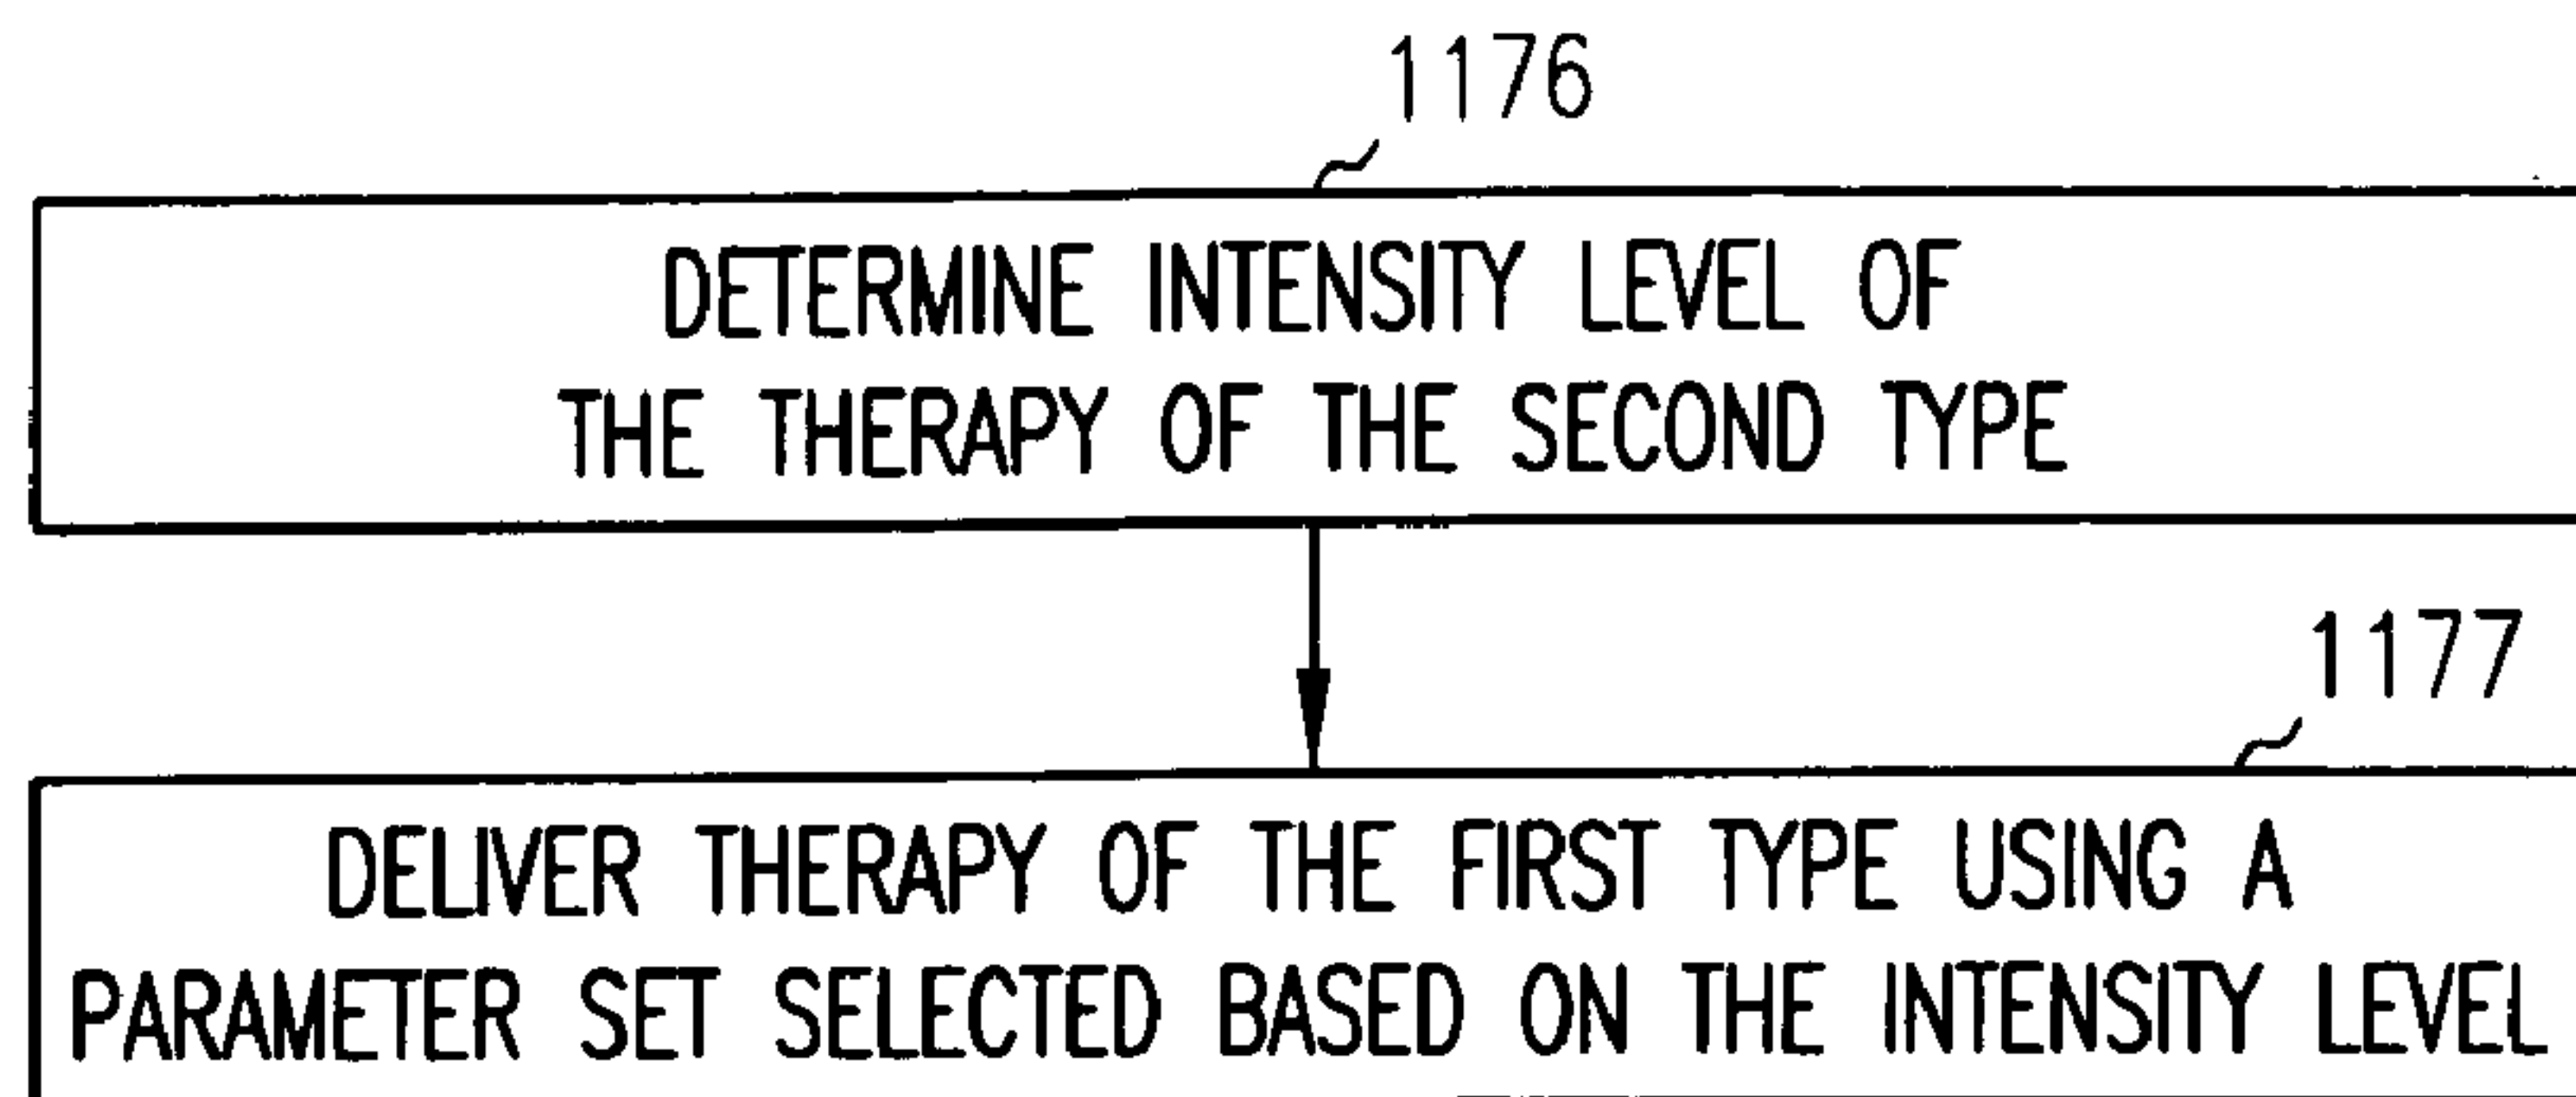 1176
DETERMINE INTENSITY LEVEL OF
THE THERAPY OF THE SECOND TYPE
1177
DELIVER THERAPY OF THE FIRST TYPE USING A
PARAMETER SET SELECTED BASED ON THE INTENSITY LEVEL